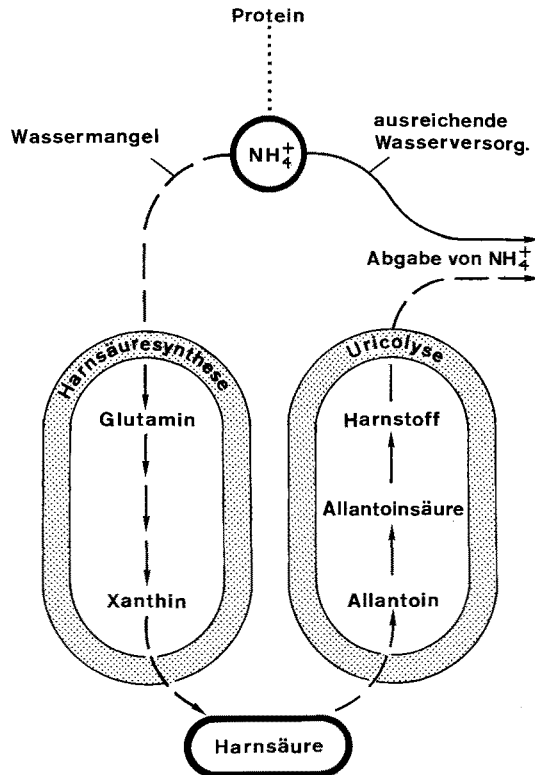 Protein
Wassermangel
NH₄⁺
ausreichende
Wasserversorg.
Abgabe von NH₄⁺
Harnsäuresynthese
Glutamin
Xanthin
Uricolyse
Harnstoff
Allantoinsäure
Allantoin
Harnsäure